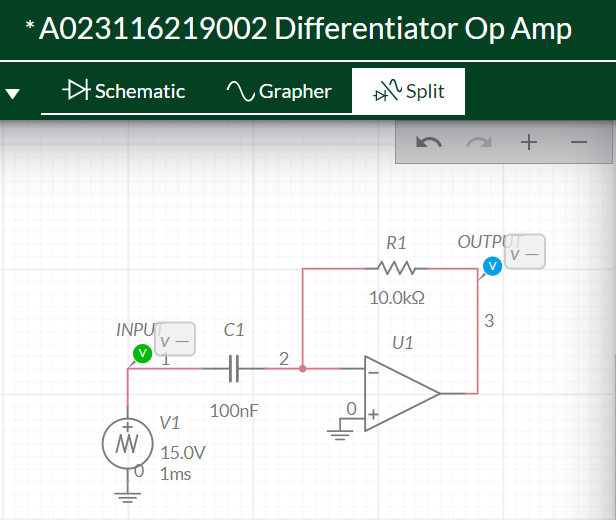 * A023116219002 Differentiator Op Amp
Schematic
Grapher
Split
R1
OUTPUT
V
V —
10.0kΩ
3
INPUT
V
V —
1
C1
2
U1
100nF
0
V1
15.0V
0
1ms